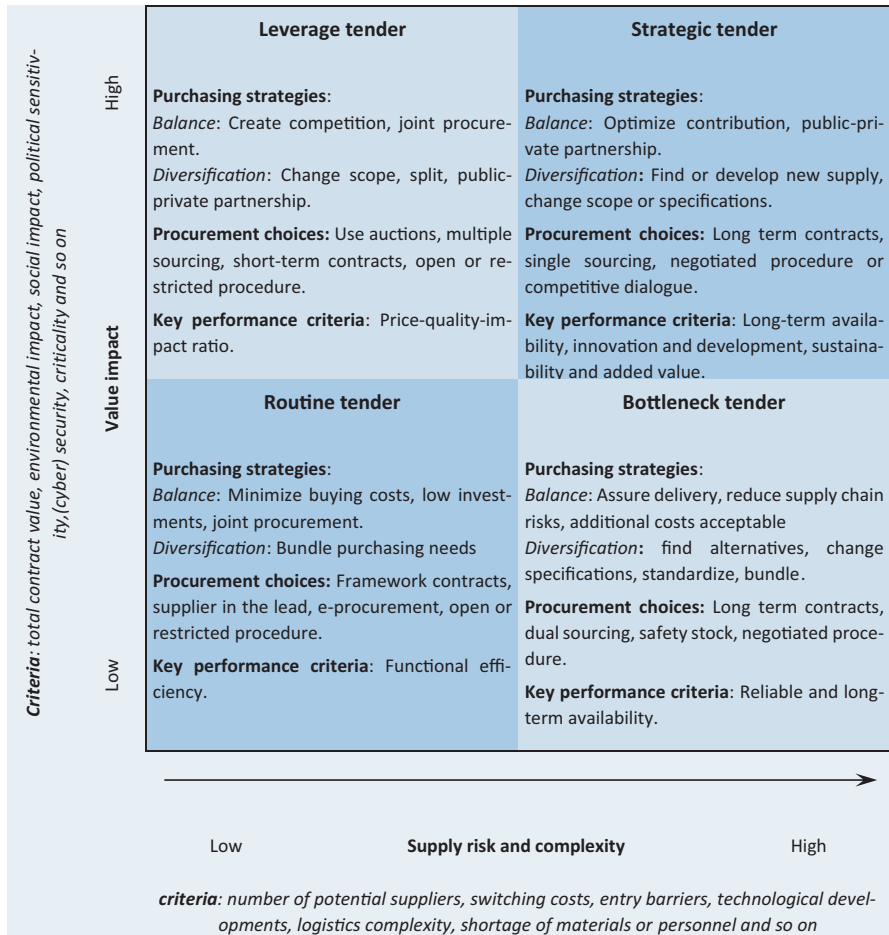 Criteria: total contract value, environmental impact, social impact, political sensitiv-
ity,(cyber) security, criticality and so on
High
Value impact
Low
Leverage tender
Purchasing strategies:
Balance: Create competition, joint procure-
ment.
Diversification: Change scope, split, public-
private partnership.
Procurement choices: Use auctions, multiple
sourcing, short-term contracts, open or re-
stricted procedure.
Key performance criteria: Price-quality-im-
pact ratio.
Strategic tender
Purchasing strategies:
Balance: Optimize contribution, public-pri-
vate partnership.
Diversification: Find or develop new supply,
change scope or specifications.
Procurement choices: Long term contracts,
single sourcing, negotiated procedure or
competitive dialogue.
Key performance criteria: Long-term availa-
bility, innovation and development, sustaina-
bility and added value.
Routine tender
Purchasing strategies:
Balance: Minimize buying costs, low invest-
ments, joint procurement.
Diversification: Bundle purchasing needs
Procurement choices: Framework contracts,
supplier in the lead, e-procurement, open or
restricted procedure.
Key performance criteria: Functional effi-
ciency.
Bottleneck tender
Purchasing strategies:
Balance: Assure delivery, reduce supply chain
risks, additional costs acceptable
Diversification: find alternatives, change
specifications, standardize, bundle.
Procurement choices: Long term contracts,
dual sourcing, safety stock, negotiated proce-
dure.
Key performance criteria: Reliable and long-
term availability.
Low Supply risk and complexity High
criteria: number of potential suppliers, switching costs, entry barriers, technological devel-
opments, logistics complexity, shortage of materials or personnel and so on